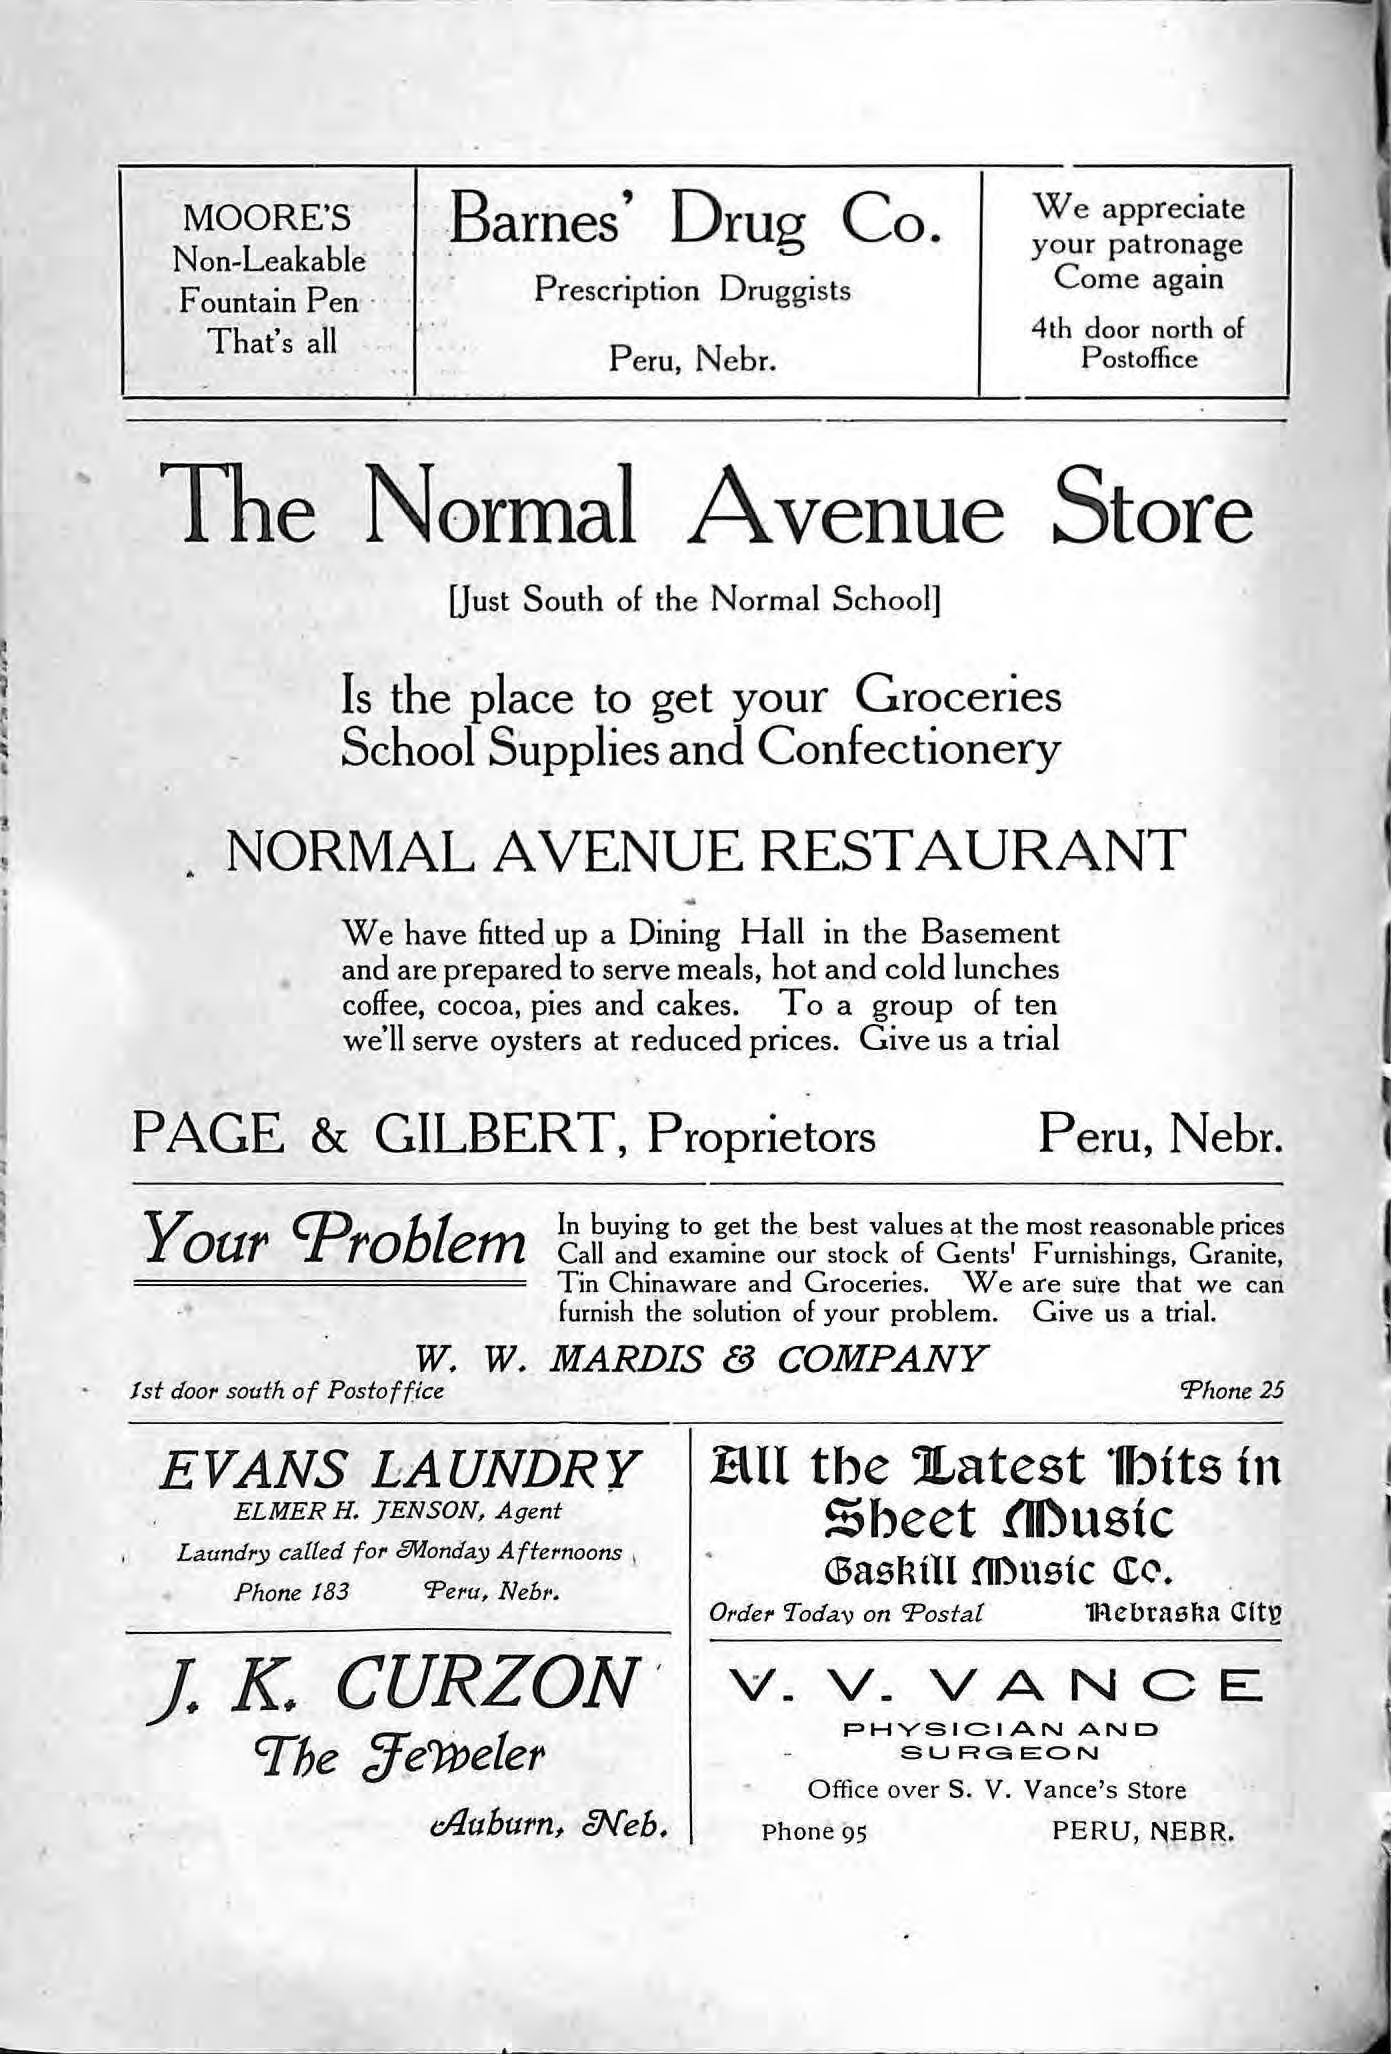 MOORE'S
Non-Leakable
Fountain Pen
That's all
Barnes' Drug Co.
Prescription Druggists
Peru, Nebr.
We appreciate
your patronage
Come again
4th door north of
Postoffice
The Normal Avenue Store
[Just South of the Normal School]
Is the place to get your Groceries
School Supplies and Confectionery
NORMAL AVENUE RESTAURANT
We have fitted up a Dining Hall in the Basement
and are prepared to serve meals, hot and cold lunches
coffee, cocoa, pies and cakes. To a group of ten
we'll serve oysters at reduced prices. Give us a trial
PAGE & GILBERT, Proprietors Peru, Nebr.
Your Problem
In buying to get the best values at the most reasonable prices
Call and examine our stock of Gents' Furnishings, Granite,
Tin Chinaware and Groceries. We are sure that we can
furnish the solution of your problem. Give us a trial.
W. W. MARDIS & COMPANY
1st door south of Postoffice Phone 25
EVANS LAUNDRY
ELMER H. JENSON, Agent
Laundry called for Monday Afternoons
Phone 183 Peru, Nebr.
All the Latest Hits in
Sheet Music
Gaskill Music Co.
Order Today on Postal Nebraska City
J. K. CURZON
The Jeweler
Auburn, Neb.
V. V. VANCE
PHYSICIAN AND
SURGEON
Office over S. V. Vance's Store
Phone 95 PERU, NEBR.